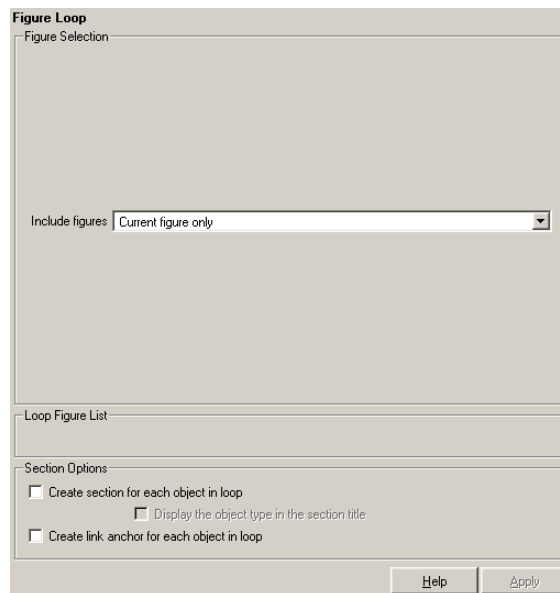 Figure Loop
Figure Selection
Include figures Current figure only
Loop Figure List
Section Options
Create section for each object in loop
Display the object type in the section title
Create link anchor for each object in loop
Help Apply